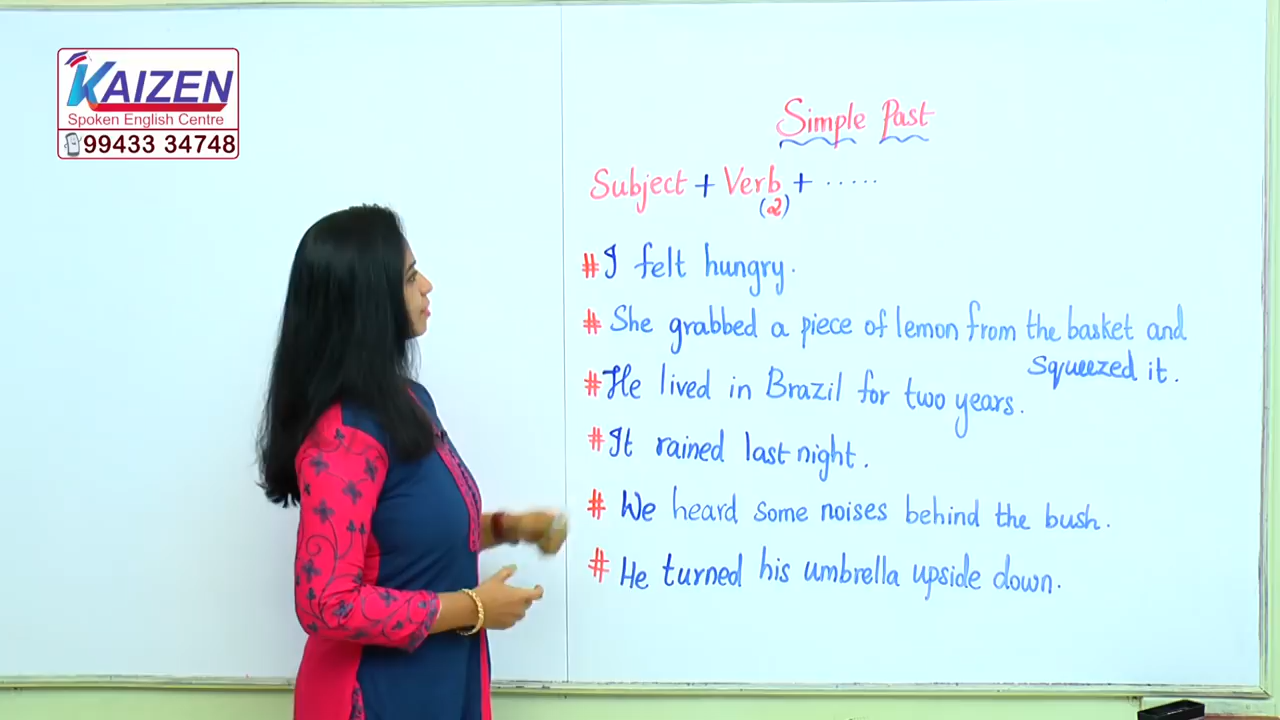 KAIZEN
Spoken English Centre
99433 34748
Simple Past
Subject + Verb + .....
(2)
# I felt hungry.
# She grabbed a piece of lemon from the basket and
squeezed it.
# He lived in Brazil for two years.
# It rained last night.
# We heard some noises behind the bush.
# He turned his umbrella upside down.